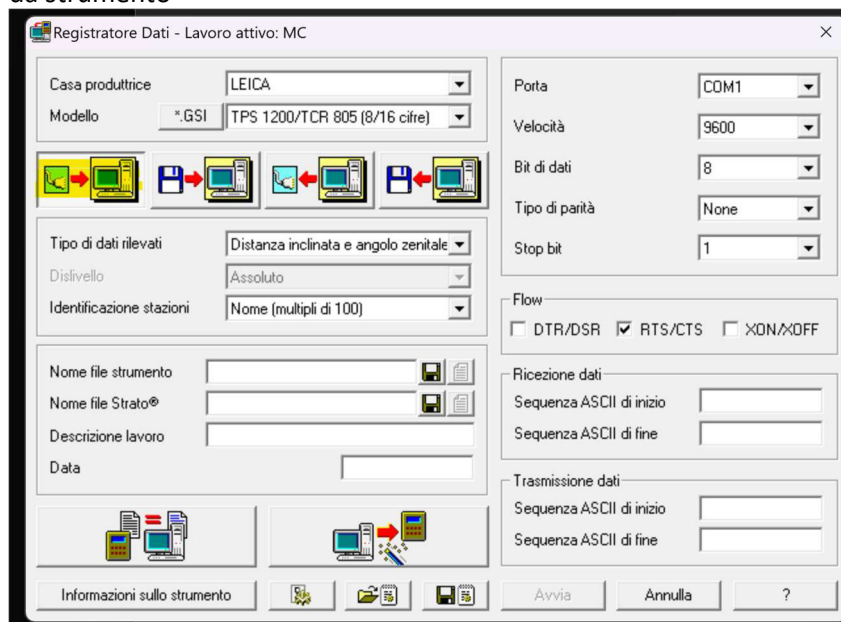 da strumento
Registratore Dati - Lavoro attivo: MC
Casa produttrice LEICA
Modello *.GSI TPS 1200/TCR 805 (8/16 cifre)
Tipo di dati rilevati Distanza inclinata e angolo zenitale
Dislivello Assoluto
Identificazione stazioni Nome (multipli di 100)
Nome file strumento
Nome file Strato®
Descrizione lavoro
Data
Informazioni sullo strumento
Porta COM1
Velocità 9600
Bit di dati 8
Tipo di parità None
Stop bit 1
Flow
DTR/DSR RTS/CTS XON/XOFF
Ricezione dati
Sequenza ASCII di inizio
Sequenza ASCII di fine
Trasmissione dati
Sequenza ASCII di inizio
Sequenza ASCII di fine
Avvia Annulla ?